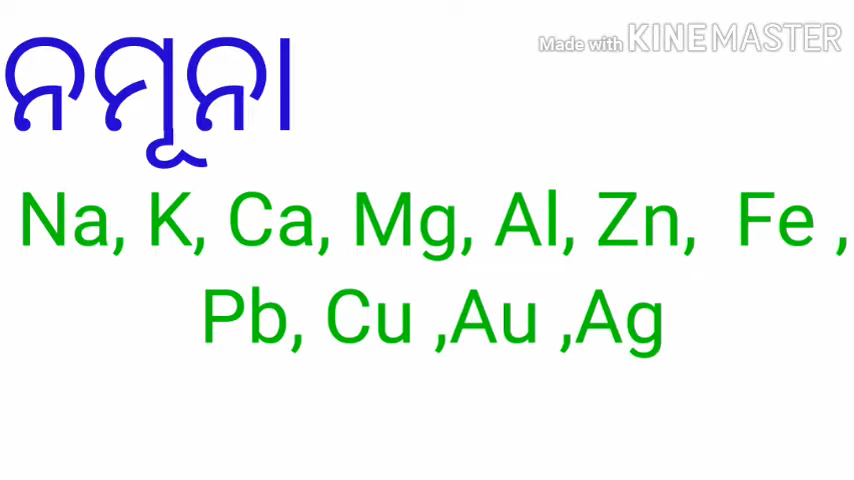 Made with KINEMASTER
ନମୂନା
Na, K, Ca, Mg, Al, Zn, Fe ,
Pb, Cu ,Au ,Ag